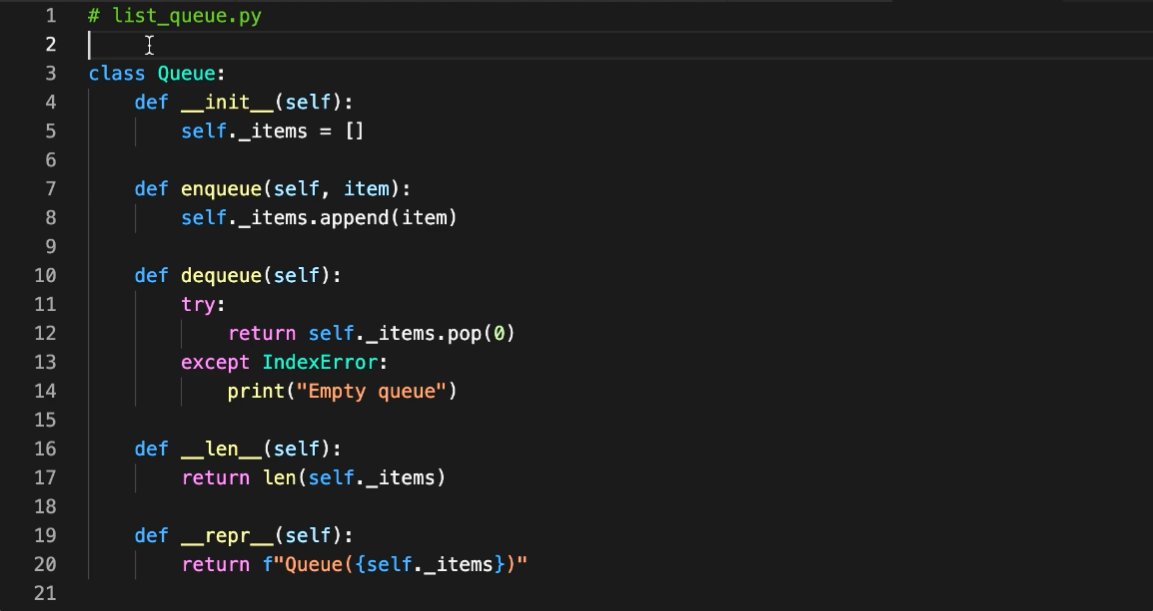 1 # list_queue.py
2
3 class Queue:
4     def __init__(self):
5         self._items = []
6
7     def enqueue(self, item):
8         self._items.append(item)
9
10     def dequeue(self):
11         try:
12             return self._items.pop(0)
13         except IndexError:
14             print("Empty queue")
15
16     def __len__(self):
17         return len(self._items)
18
19     def __repr__(self):
20         return f"Queue({self._items})"
21